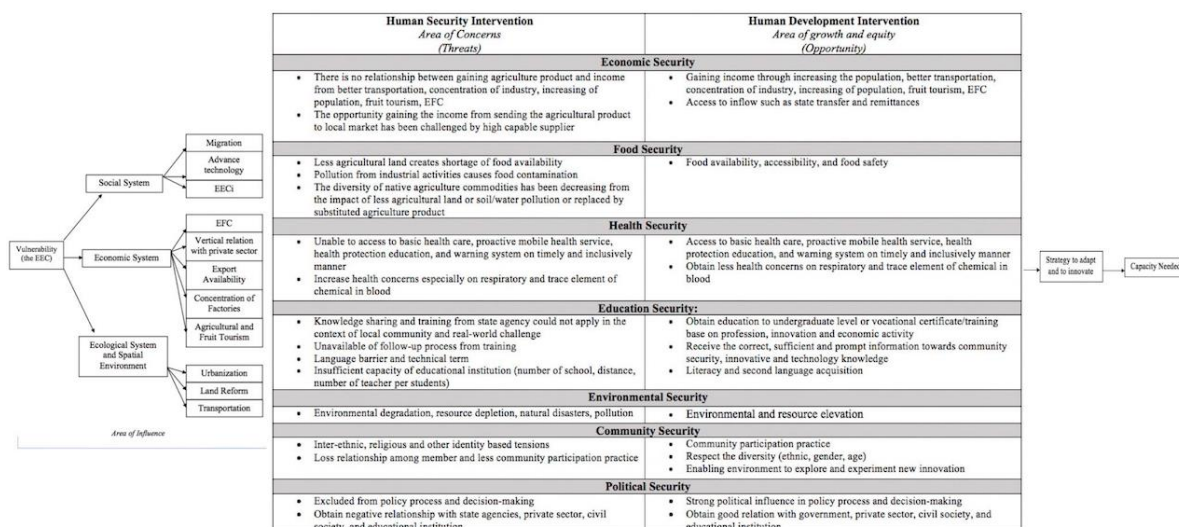 Human Security Intervention
Area of Concerns
(Threats)
Human Development Intervention
Area of growth and equity
(Opportunity)
Economic Security
• There is no relationship between gaining agriculture product and income
from better transportation, concentration of industry, increasing of
population, fruit tourism, EFC
• The opportunity gaining the income from sending the agricultural product
to local market has been challenged by high capable supplier
• Gaining income through increasing the population, better transportation,
concentration of industry, increasing of population, fruit tourism, EFC
• Access to inflow such as state transfer and remittances
Food Security
• Less agricultural land creates shortage of food availability
• Pollution from industrial activities causes food contamination
• The diversity of native agriculture commodities has been decreasing from
the impact of less agricultural land or soil/water pollution or replaced by
substituted agriculture product
• Food availability, accessibility, and food safety
Health Security
• Unable to access to basic health care, proactive mobile health service,
health protection education, and warning system on timely and inclusively
manner
• Increase health concerns especially on respiratory and trace element of
chemical in blood
• Access to basic health care, proactive mobile health service, health
protection education, and warning system on timely and inclusively manner
• Obtain less health concerns on respiratory and trace element of chemical in
blood
Education Security:
• Knowledge sharing and training from state agency could not apply in the
context of local community and real-world challenge
• Unavailable of follow-up process from training
• Language barrier and technical term
• Insufficient capacity of educational institution (number of school, distance,
number of teacher per students)
• Obtain education to undergraduate level or vocational certificate/training
base on profession, innovation and economic activity
• Receive the correct, sufficient and prompt information towards community
security, innovative and technology knowledge
• Literacy and second language acquisition
Environmental Security
• Environmental degradation, resource depletion, natural disasters, pollution
• Environmental and resource elevation
Community Security
• Inter-ethnic, religious and other identity based tensions
• Loss relationship among member and less community participation practice
• Community participation practice
• Respect the diversity (ethnic, gender, age)
• Enabling environment to explore and experiment new innovation
Political Security
• Excluded from policy process and decision-making
• Obtain negative relationship with state agencies, private sector, civil
society, and educational institution
• Strong political influence in policy process and decision-making
• Obtain good relation with government, private sector, civil society, and
educational institution
Vulnerability
(the EEC)
Social System
Migration
Advance
technology
EECi
Economic System
EFC
Vertical relation
with private sector
Export
Availability
Concentration of
Factories
Agricultural and
Fruit Tourism
Ecological System
and Spatial
Environment
Urbanization
Land Reform
Transportation
Area of Influence
Strategy to adapt
and to innovate
Capacity Needed